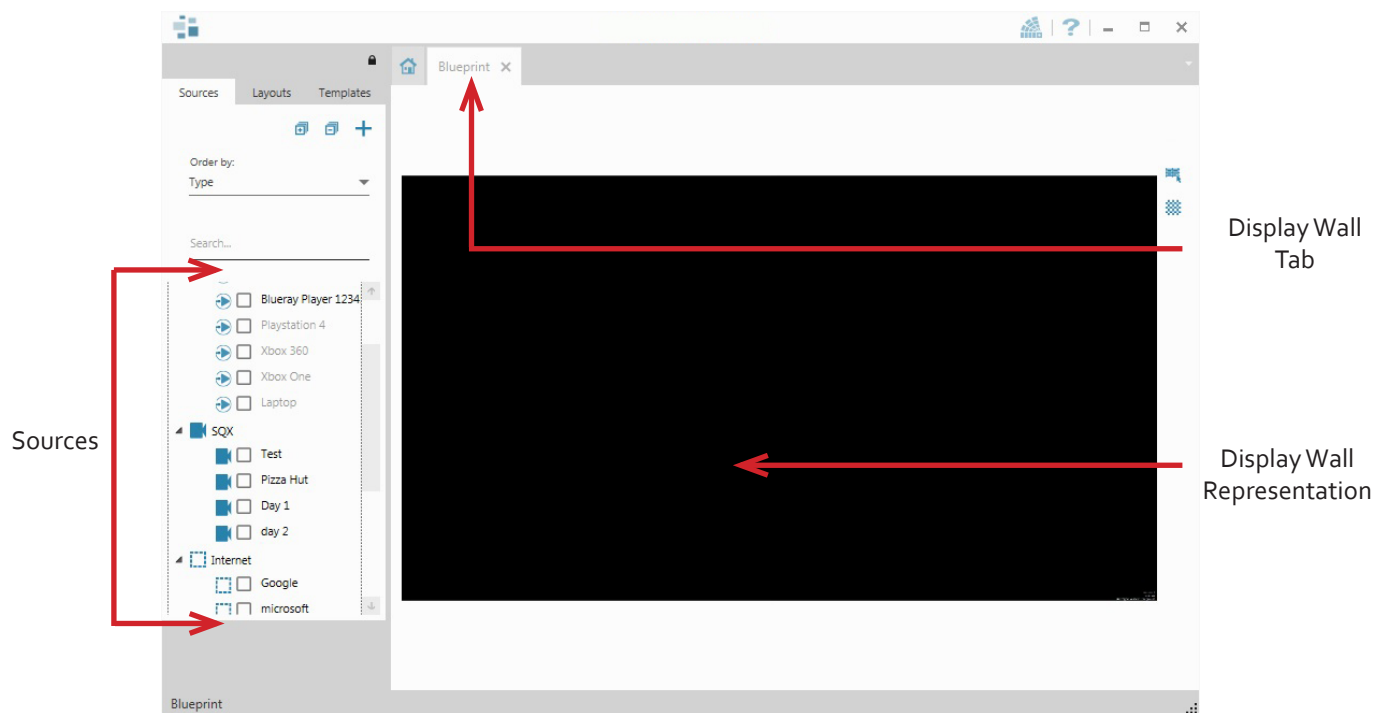 ?
Blueprint
Sources Layouts Templates
Order by:
Type
Search...
Blueray Player 1234
Playstation 4
Xbox 360
Xbox One
Laptop
SQX
Test
Pizza Hut
Day 1
day 2
Internet
Google
microsoft
Blueprint
Sources
Display Wall
Tab
Display Wall
Representation